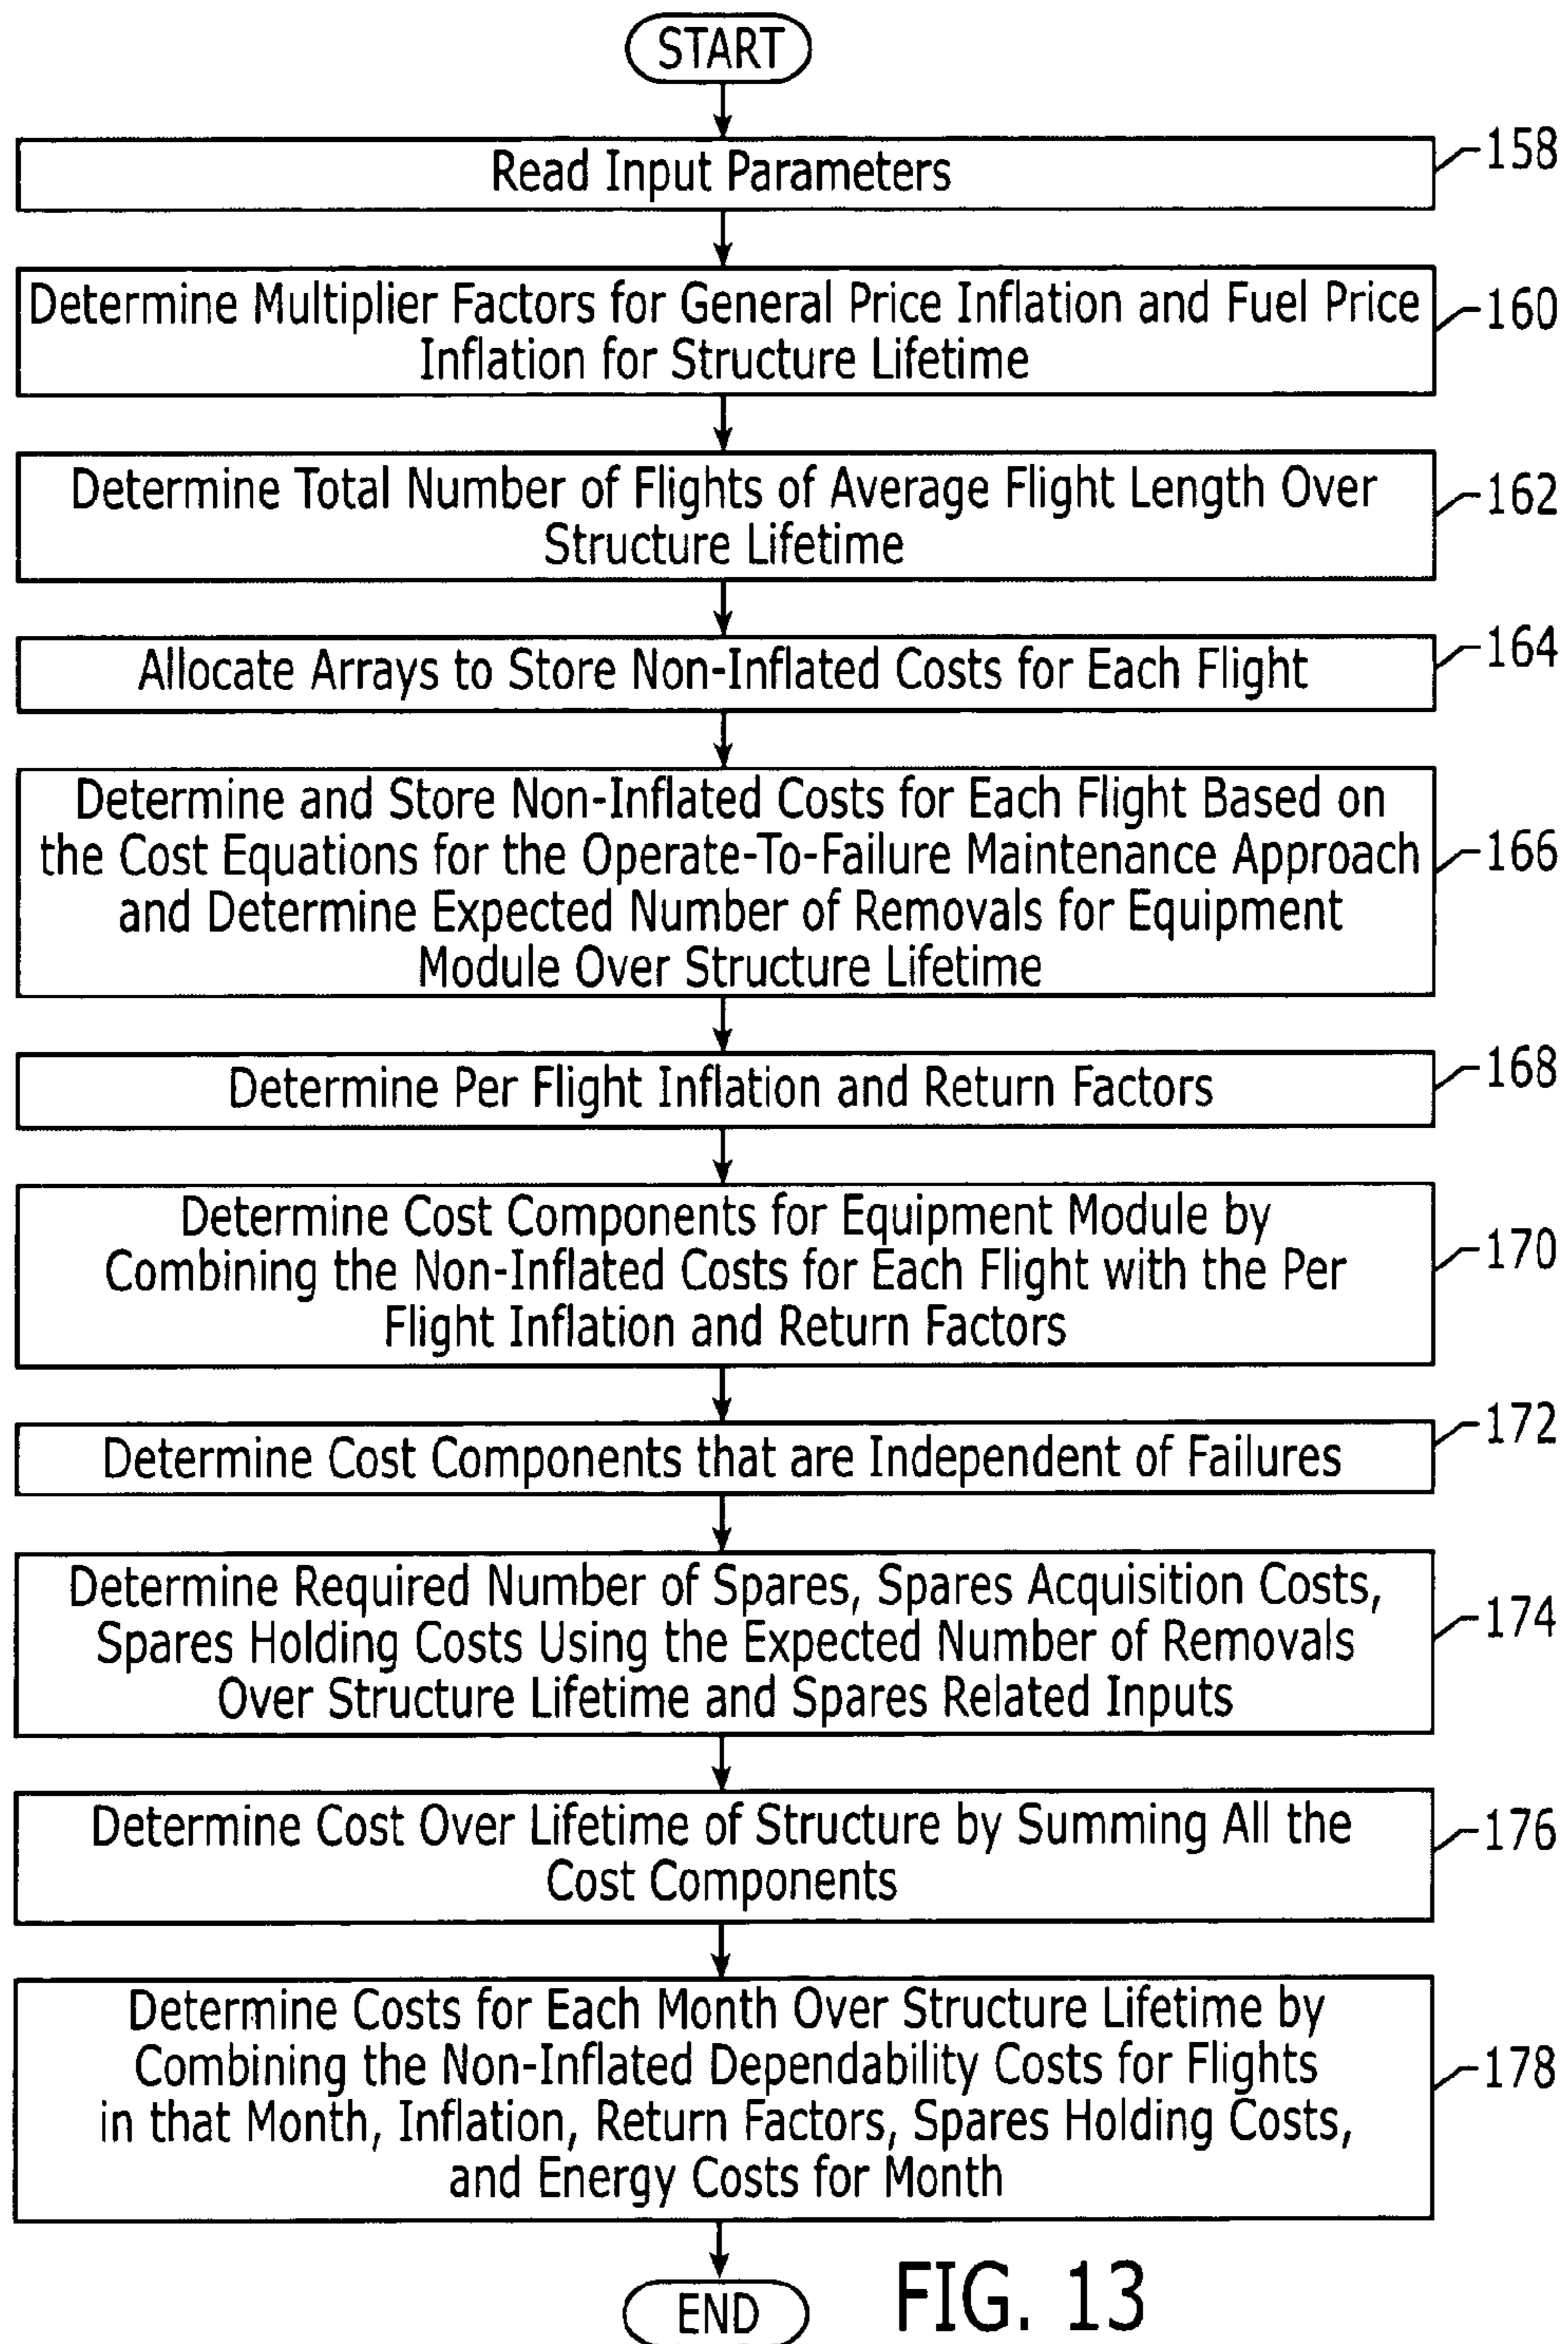 START
Read Input Parameters
158
Determine Multiplier Factors for General Price Inflation and Fuel Price
Inflation for Structure Lifetime
160
Determine Total Number of Flights of Average Flight Length Over
Structure Lifetime
162
Allocate Arrays to Store Non-Inflated Costs for Each Flight
164
Determine and Store Non-Inflated Costs for Each Flight Based on
the Cost Equations for the Operate-To-Failure Maintenance Approach
and Determine Expected Number of Removals for Equipment
Module Over Structure Lifetime
166
Determine Per Flight Inflation and Return Factors
168
Determine Cost Components for Equipment Module by
Combining the Non-Inflated Costs for Each Flight with the Per
Flight Inflation and Return Factors
170
Determine Cost Components that are Independent of Failures
172
Determine Required Number of Spares, Spares Acquisition Costs,
Spares Holding Costs Using the Expected Number of Removals
Over Structure Lifetime and Spares Related Inputs
174
Determine Cost Over Lifetime of Structure by Summing All the
Cost Components
176
Determine Costs for Each Month Over Structure Lifetime by
Combining the Non-Inflated Dependability Costs for Flights
in that Month, Inflation, Return Factors, Spares Holding Costs,
and Energy Costs for Month
178
END
FIG. 13